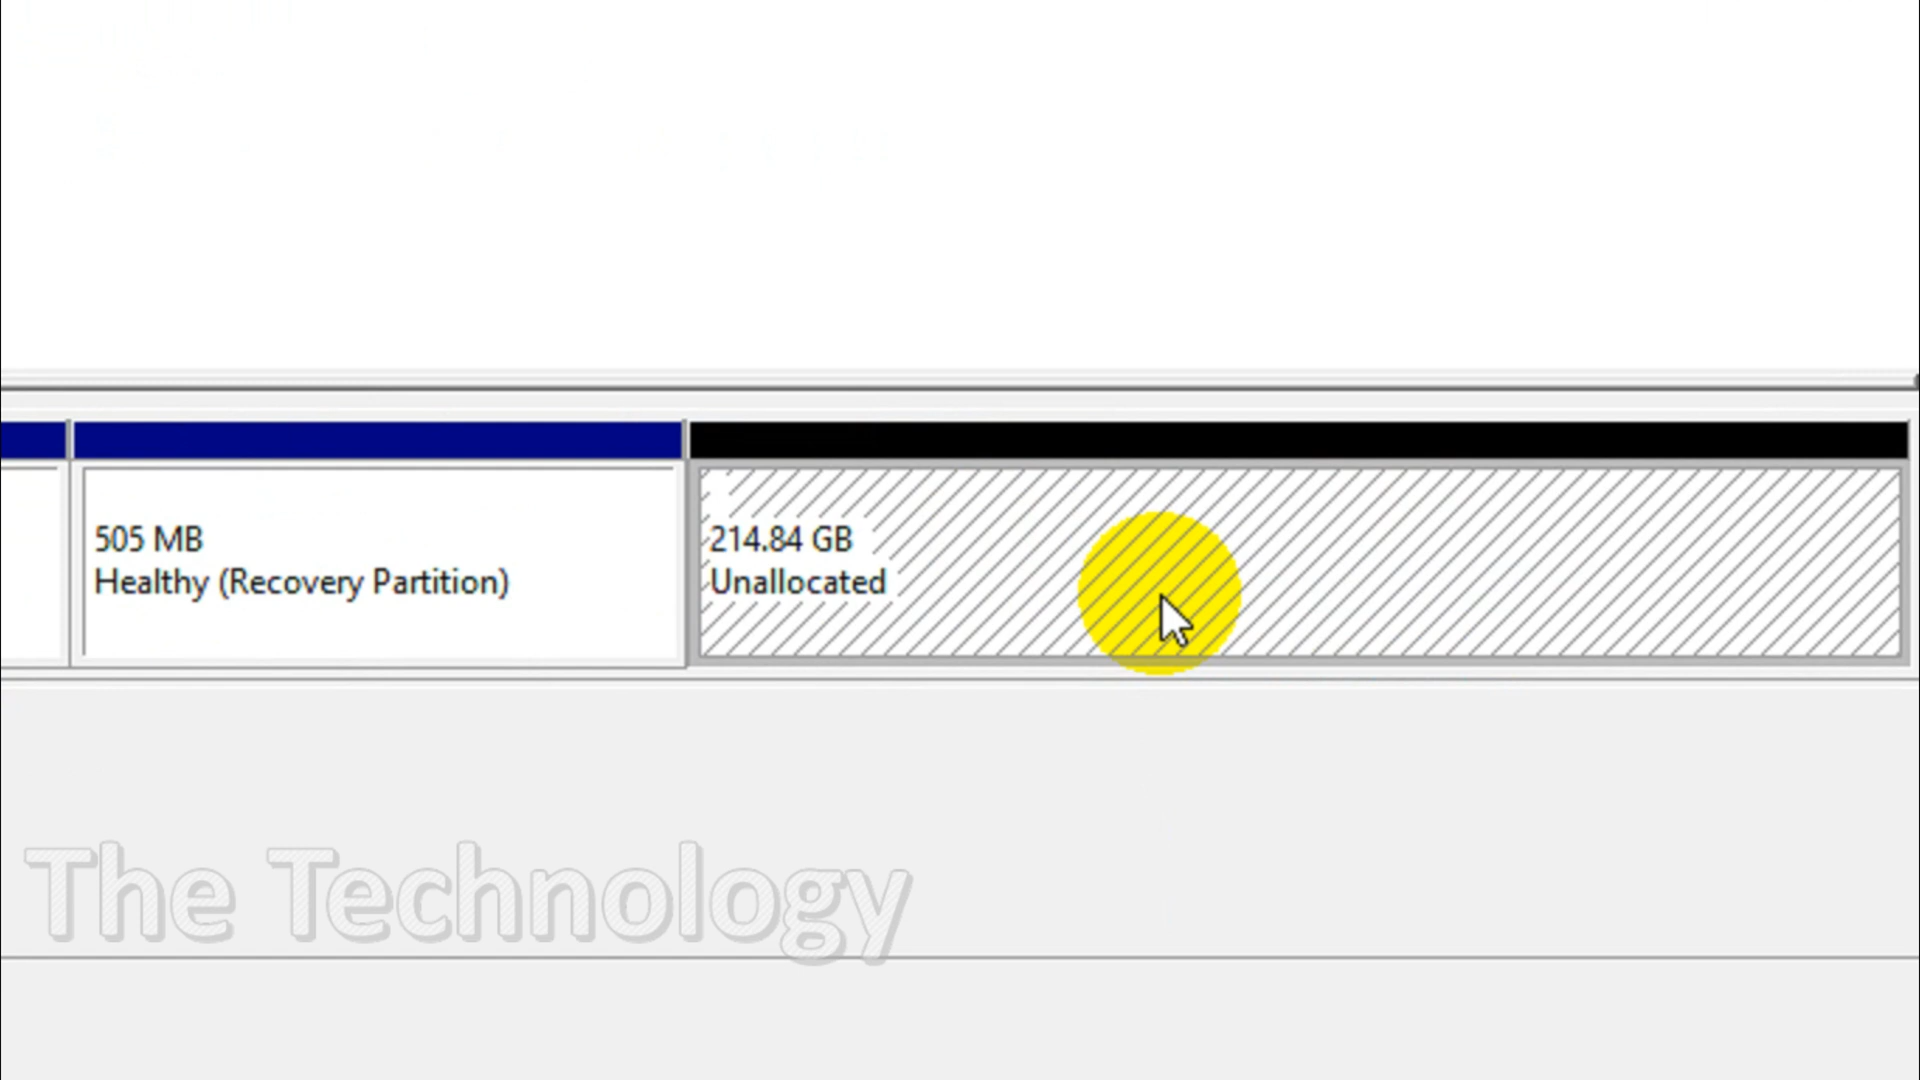 505 MB
Healthy (Recovery Partition)
214.84 GB
Unallocated
The Technology